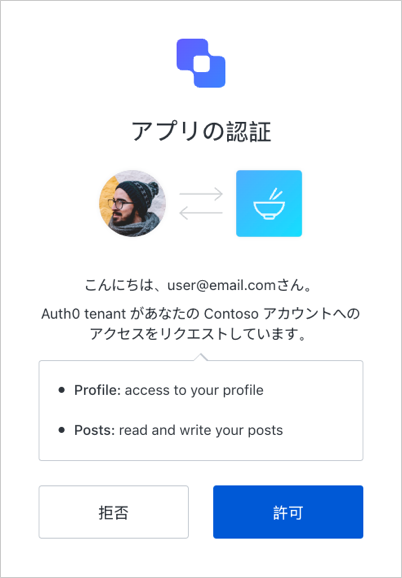 アプリの認証
こんにちは、user@email.comさん。
Auth0 tenant があなたの Contoso アカウントへの
アクセスをリクエストしています。
• Profile: access to your profile
• Posts: read and write your posts
拒否
許可